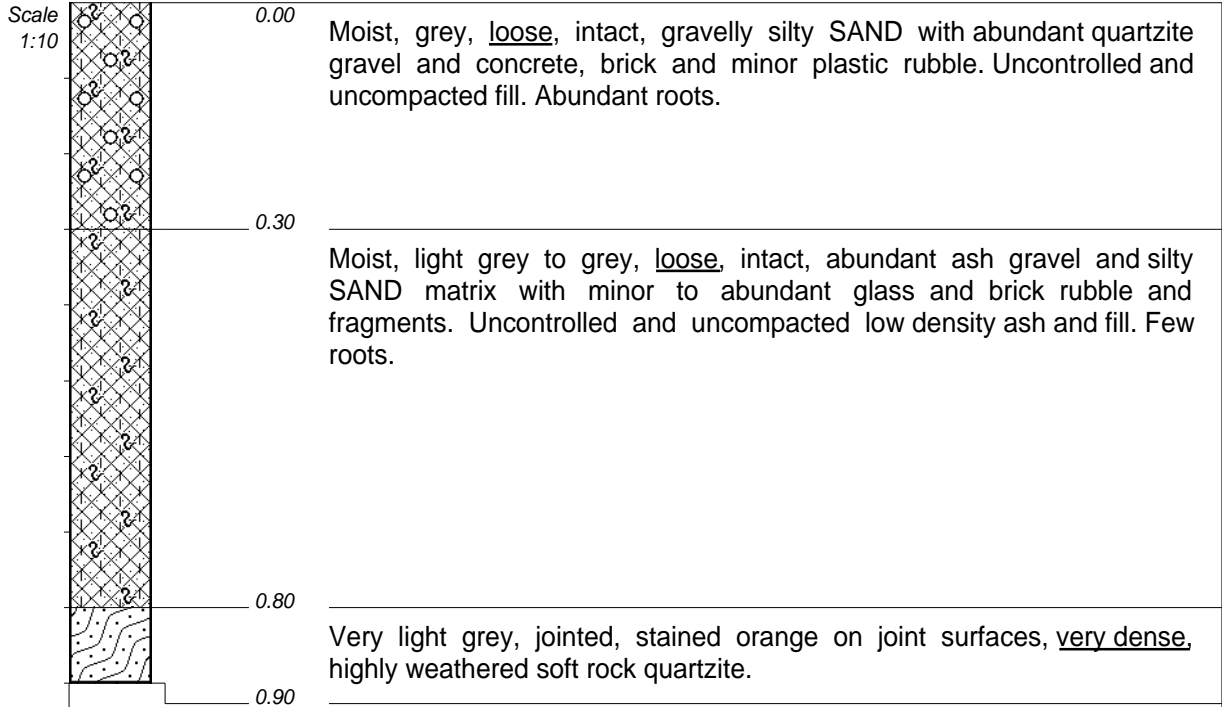 Scale
1:10
0.00
Moist, grey, loose, intact, gravelly silty SAND with abundant quartzite
gravel and concrete, brick and minor plastic rubble. Uncontrolled and
uncompacted fill. Abundant roots.
0.30
Moist, light grey to grey, loose, intact, abundant ash gravel and silty
SAND matrix with minor to abundant glass and brick rubble and
fragments. Uncontrolled and uncompacted low density ash and fill. Few
roots.
0.80
Very light grey, jointed, stained orange on joint surfaces, very dense,
highly weathered soft rock quartzite.
0.90